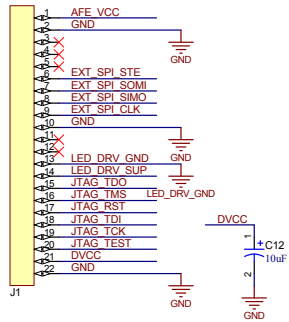 1 AFE_VCC
2 GND
3
4
5
6 EXT_SPI_STE
7 EXT_SPI_SOMI
8 EXT_SPI_SIMO
9 EXT_SPI_CLK
10 GND
11
12
13 LED_DRV_GND
14 LED_DRV_SUP
15 JTAG_TDO
16 JTAG_TMS
17 JTAG_RST
18 JTAG_TDI
19 JTAG_TCK
20 JTAG_TEST
21 DVCC
22 GND
J1
GND
GND
LED_DRV_GND
GND
DVCC
1
+
C12
10uF
2
GND